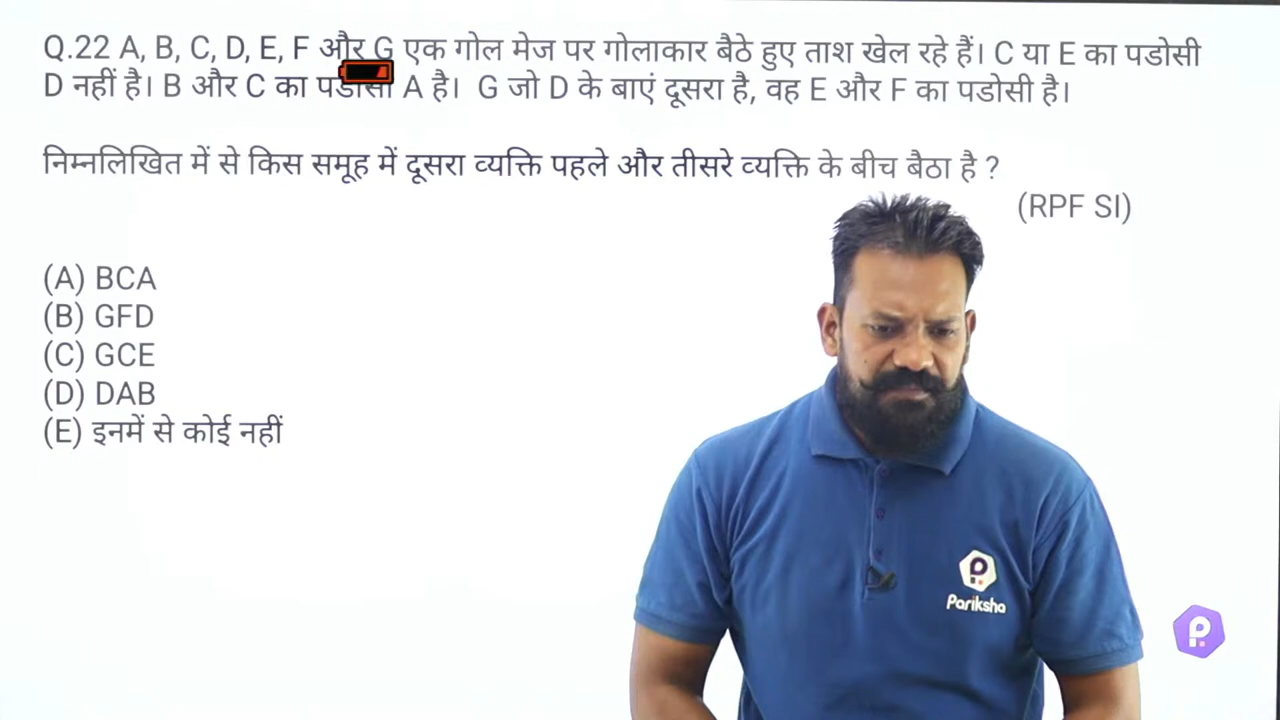 Q.22 A, B, C, D, E, F और G एक गोल मेज पर गोलाकार बैठे हुए ताश खेल रहे हैं। C या E का पडोसी
D नहीं है। B और C का पडोसी A है। G जो D के बाएं दूसरा है, वह E और F का पडोसी है।
निम्नलिखित में से किस समूह में दूसरा व्यक्ति पहले और तीसरे व्यक्ति के बीच बैठा है ?
(RPF SI)
(A) BCA
(B) GFD
(C) GCE
(D) DAB
(E) इनमें से कोई नहीं
Pariksha